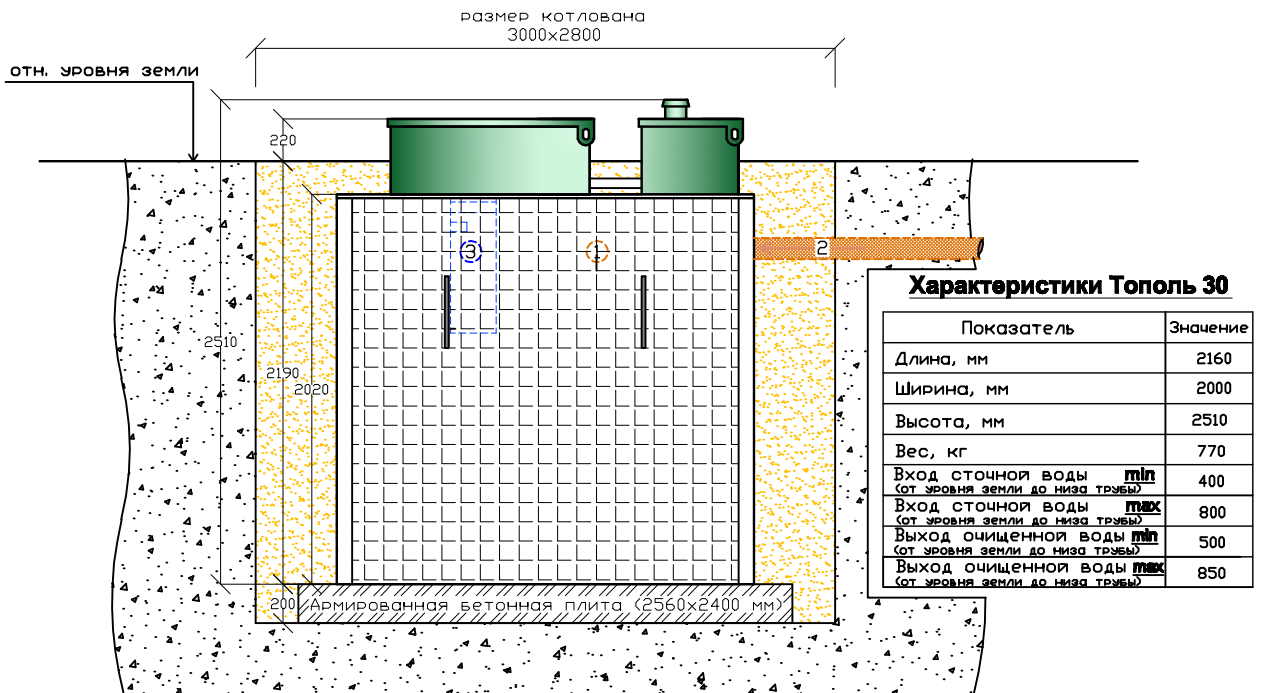 размер котлована
3000x2800
отн. уровня земли
220
2510
2190
2020
200
3
1
2
Армированная бетонная плита (2560x2400 мм)
Характеристики Тополь 30
Показатель Значение
Длина, мм 2160
Ширина, мм 2000
Высота, мм 2510
Вес, кг 770
Вход сточной воды min 400
(от уровня земли до низа трубы)
Вход сточной воды max 800
(от уровня земли до низа трубы)
Выход очищенной воды min 500
(от уровня земли до низа трубы)
Выход очищенной воды max 850
(от уровня земли до низа трубы)